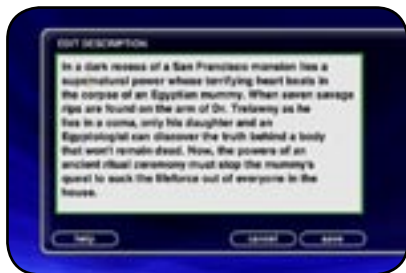 EDIT DESCRIPTION
In a dark recess of a San Francisco mansion lies a
supernatural power whose terrifying heart beats in
the corpse of an Egyptian mummy. When seven savage
rips are found on the arm of Dr. Trelawny as he
lies in a coma, only his daughter and an
Egyptologist can discover the truth behind a body
that won't remain dead. Now, the powers of an
ancient ritual ceremony must stop the mummy's
quest to suck the lifeforce out of everyone in the
house.
help cancel save